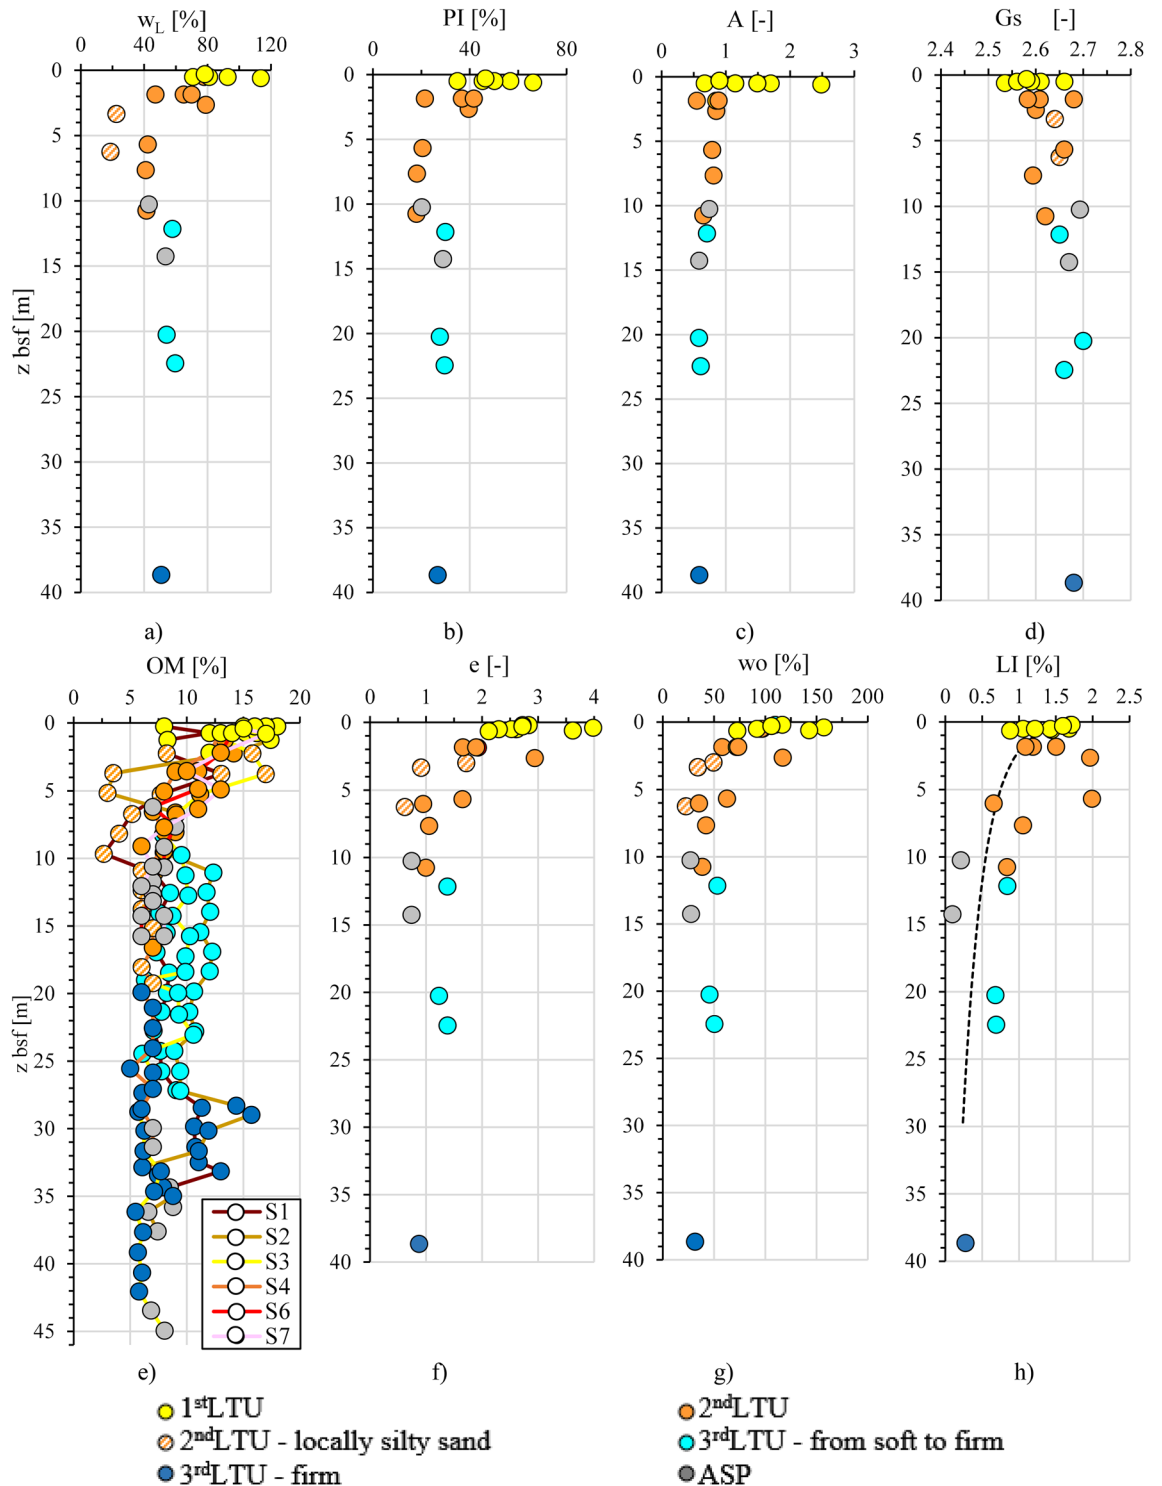 w_L [%]
0 40 80 120
0
5
10
15
20
25
30
35
40
z bsf [m]
a)
PI [%]
0 40 80
0
5
10
15
20
25
30
35
40
b)
A [-]
0 1 2 3
0
5
10
15
20
25
30
35
40
c)
Gs [-]
2.4 2.5 2.6 2.7 2.8
0
5
10
15
20
25
30
35
40
d)
OM [%]
0 5 10 15 20
0
5
10
15
20
25
30
35
40
45
z bsf [m]
S1
S2
S3
S4
S6
S7
e)
e [-]
0 1 2 3 4
0
5
10
15
20
25
30
35
40
f)
wo [%]
0 50 100 150 200
0
5
10
15
20
25
30
35
40
g)
LI [%]
0 0.5 1 1.5 2 2.5
0
5
10
15
20
25
30
35
40
h)
1stLTU
2ndLTU
2ndLTU - locally silty sand
3rdLTU - from soft to firm
3rdLTU - firm
ASP